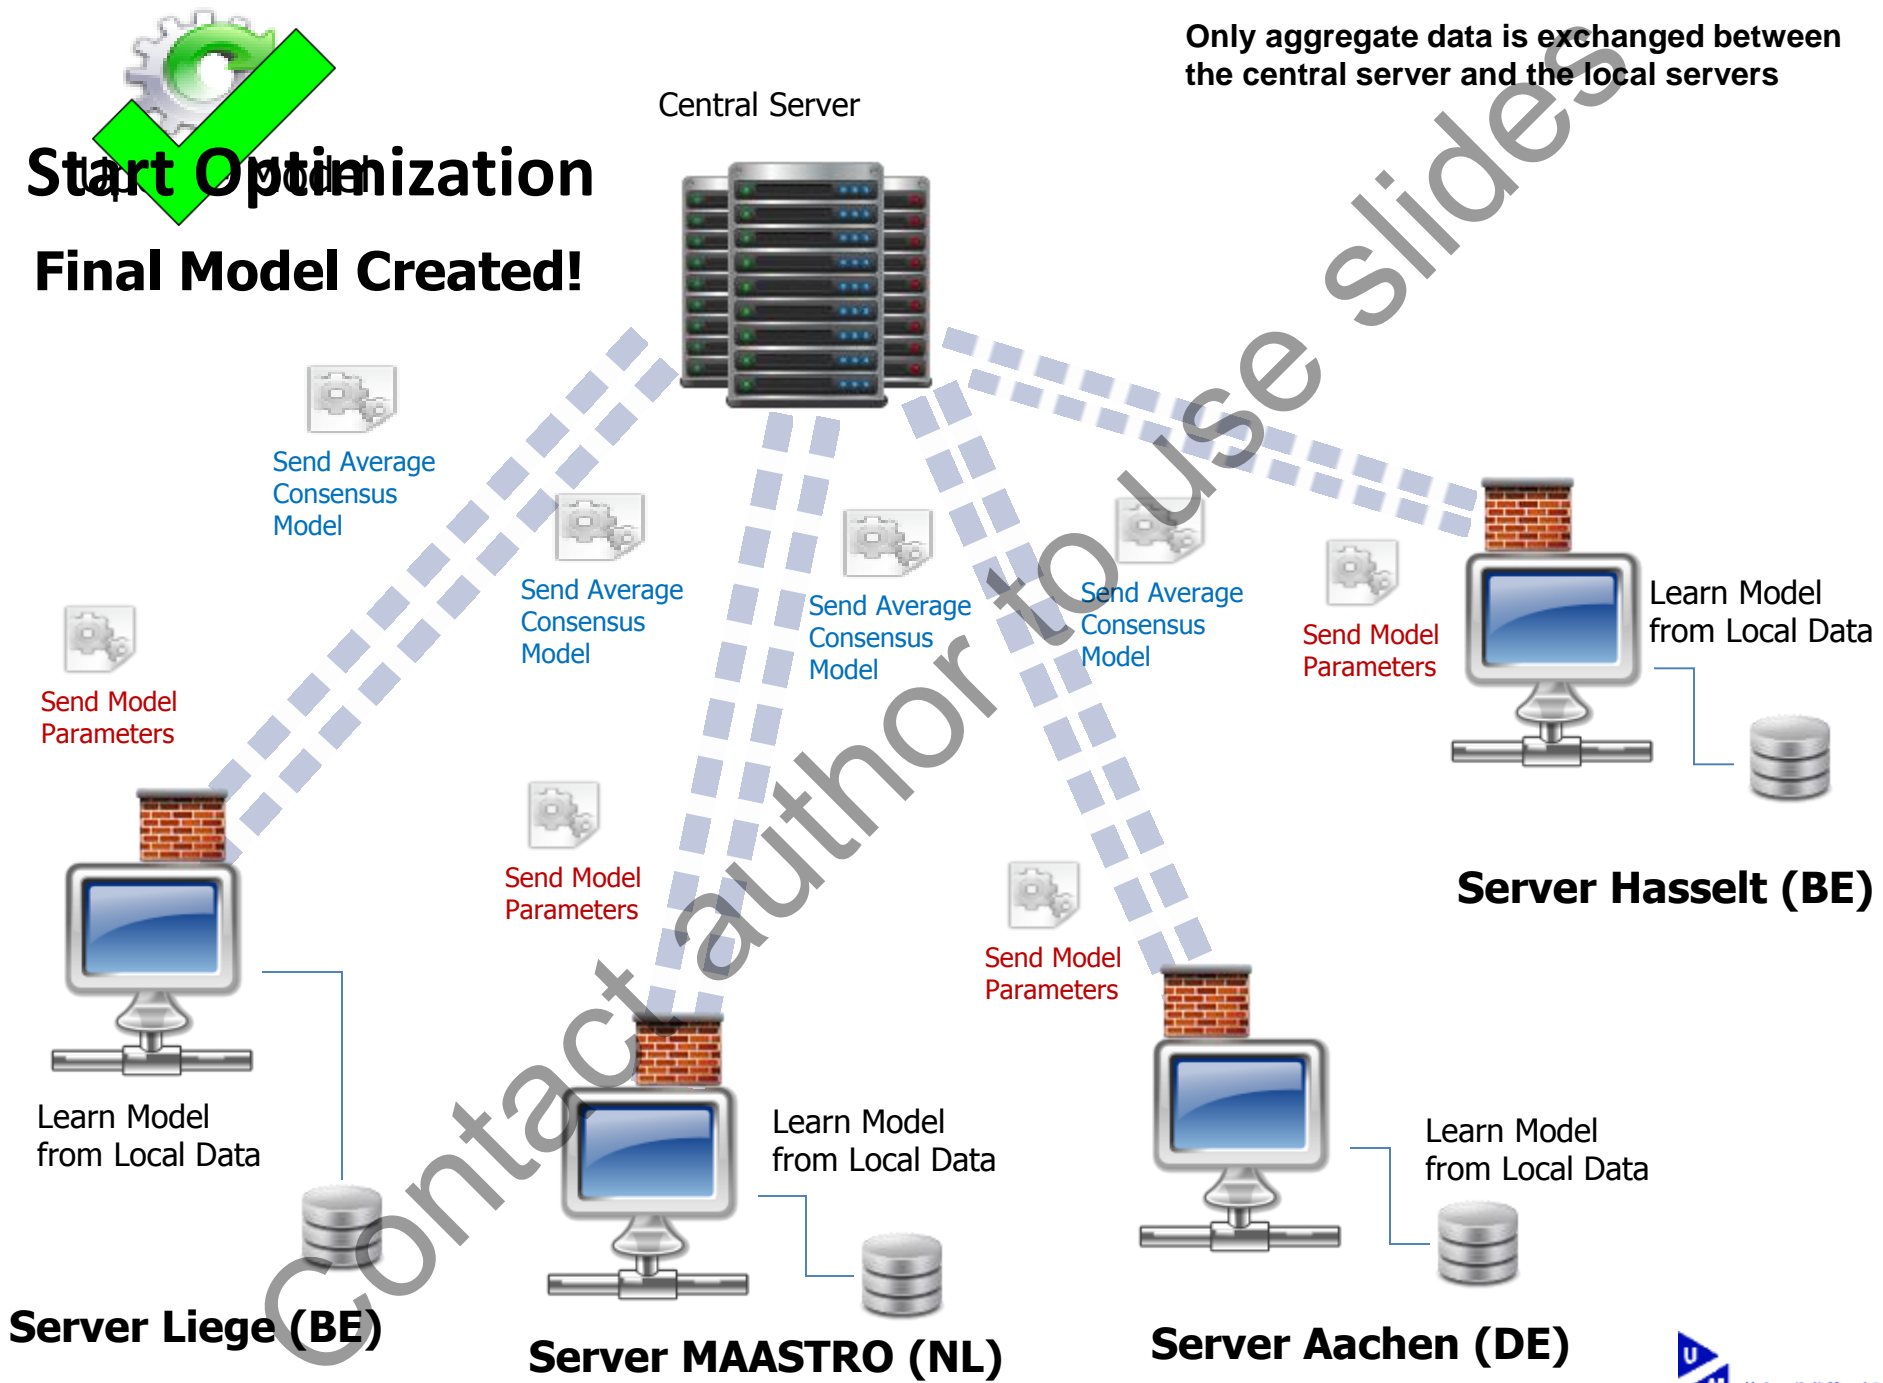 Only aggregate data is exchanged between
the central server and the local servers
Central Server
Start Optimization
Final Model Created!
Send Average
Consensus
Model
Send Average
Consensus
Model
Send Average
Consensus
Model
Send Average
Consensus
Model
Send Model
Parameters
Learn Model
from Local Data
Send Model
Parameters
Send Model
Parameters
Server Hasselt (BE)
Send Model
Parameters
Learn Model
from Local Data
Learn Model
from Local Data
Learn Model
from Local Data
Server Liege (BE)
Server MAASTRO (NL)
Server Aachen (DE)
Contact author to use slides
U